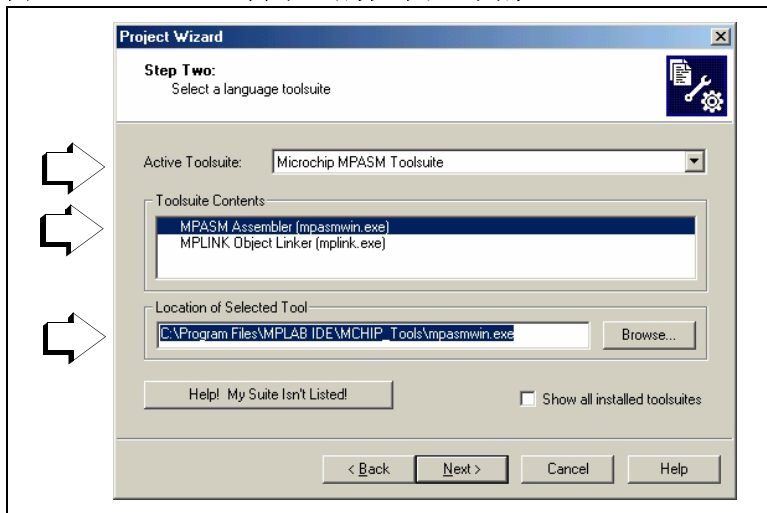 Project Wizard
Step Two:
Select a language toolsuite
Active Toolsuite: Microchip MPASM Toolsuite
Toolsuite Contents
MPASM Assembler (mpasmwin.exe)
MPLINK Object Linker (mplink.exe)
Location of Selected Tool
C:\Program Files\MPLAB IDE\MCHIP_Tools\mpasmwin.exe Browse...
Help! My Suite Isn't Listed! Show all installed toolsuites
< Back Next > Cancel Help